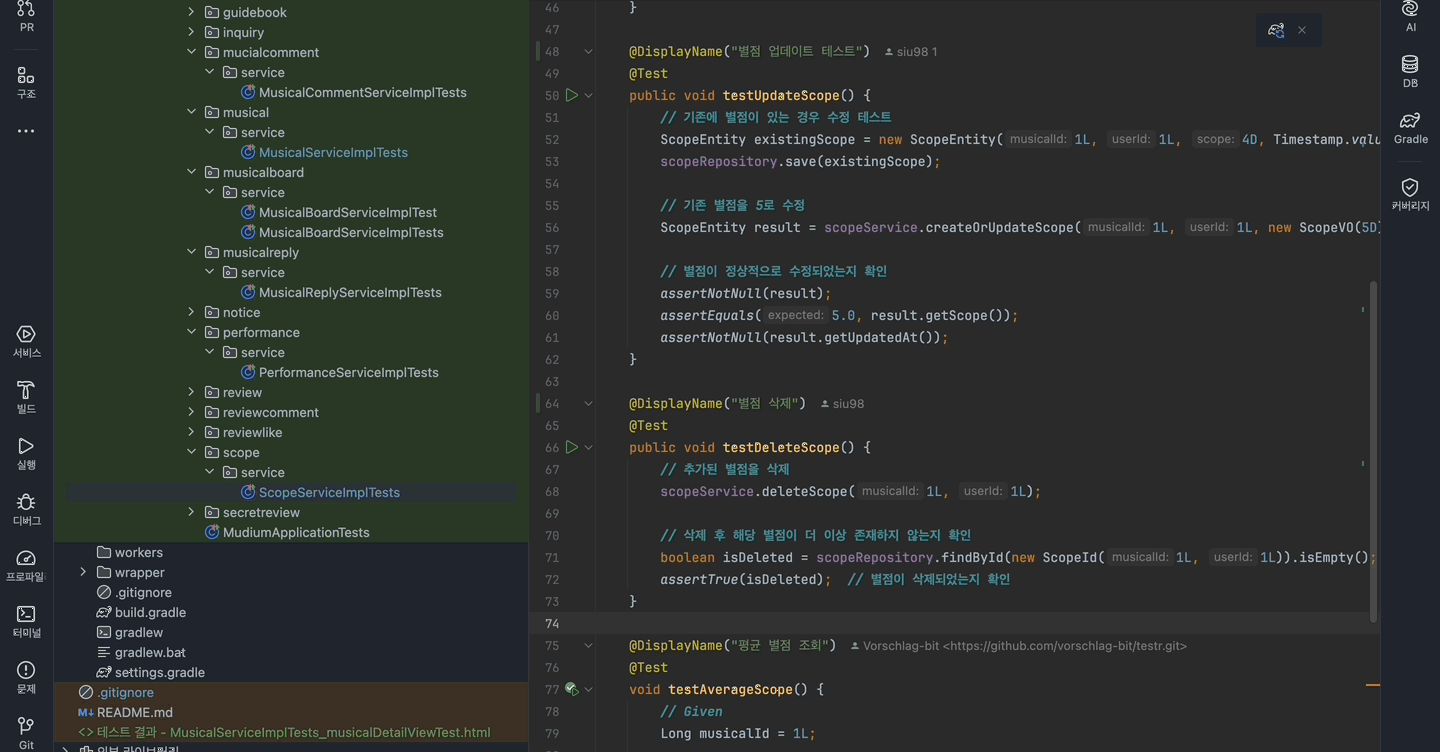 PR
구조
서비스
빌드
실행
디버그
프로파일
터미널
문제
Git
guidebook
inquiry
mucialcomment
service
MusicalCommentServiceImplTests
musical
service
MusicalServiceImplTests
musicalboard
service
MusicalBoardServiceImplTest
MusicalBoardServiceImplTests
musicalreply
service
MusicalReplyServiceImplTests
notice
performance
service
PerformanceServiceImplTests
review
reviewcomment
reviewlike
scope
service
ScopeServiceImplTests
secretreview
MudiumApplicationTests
workers
wrapper
.gitignore
build.gradle
gradlew
gradlew.bat
settings.gradle
.gitignore
M↓ README.md
<> 테스트 결과 - MusicalServiceImplTests_musicalDetailViewTest.html
외부 라이브러리
46 }
47
48 @DisplayName("별점 업데이트 테스트") siu98 1
49 @Test
50 public void testUpdateScope() {
51 // 기존에 별점이 있는 경우 수정 테스트
52 ScopeEntity existingScope = new ScopeEntity( musicalId: 1L, userId: 1L, scope: 4D, Timestamp.valu
53 scopeRepository.save(existingScope);
54
55 // 기존 별점을 5로 수정
56 ScopeEntity result = scopeService.createOrUpdateScope( musicalId: 1L, userId: 1L, new ScopeVO(5D)
57
58 // 별점이 정상적으로 수정되었는지 확인
59 assertNotNull(result);
60 assertEquals( expected: 5.0, result.getScope());
61 assertNotNull(result.getUpdatedAt());
62 }
63
64 @DisplayName("별점 삭제") siu98
65 @Test
66 public void testDeleteScope() {
67 // 추가된 별점을 삭제
68 scopeService.deleteScope( musicalId: 1L, userId: 1L);
69
70 // 삭제 후 해당 별점이 더 이상 존재하지 않는지 확인
71 boolean isDeleted = scopeRepository.findById(new ScopeId( musicalId: 1L, userId: 1L)).isEmpty();
72 assertTrue(isDeleted); // 별점이 삭제되었는지 확인
73 }
74
75 @DisplayName("평균 별점 조회") Vorschlag-bit <https://github.com/vorschlag-bit/testr.git>
76 @Test
77 void testAverageScope() {
78 // Given
79 Long musicalId = 1L;
AI
DB
Gradle
커버리지